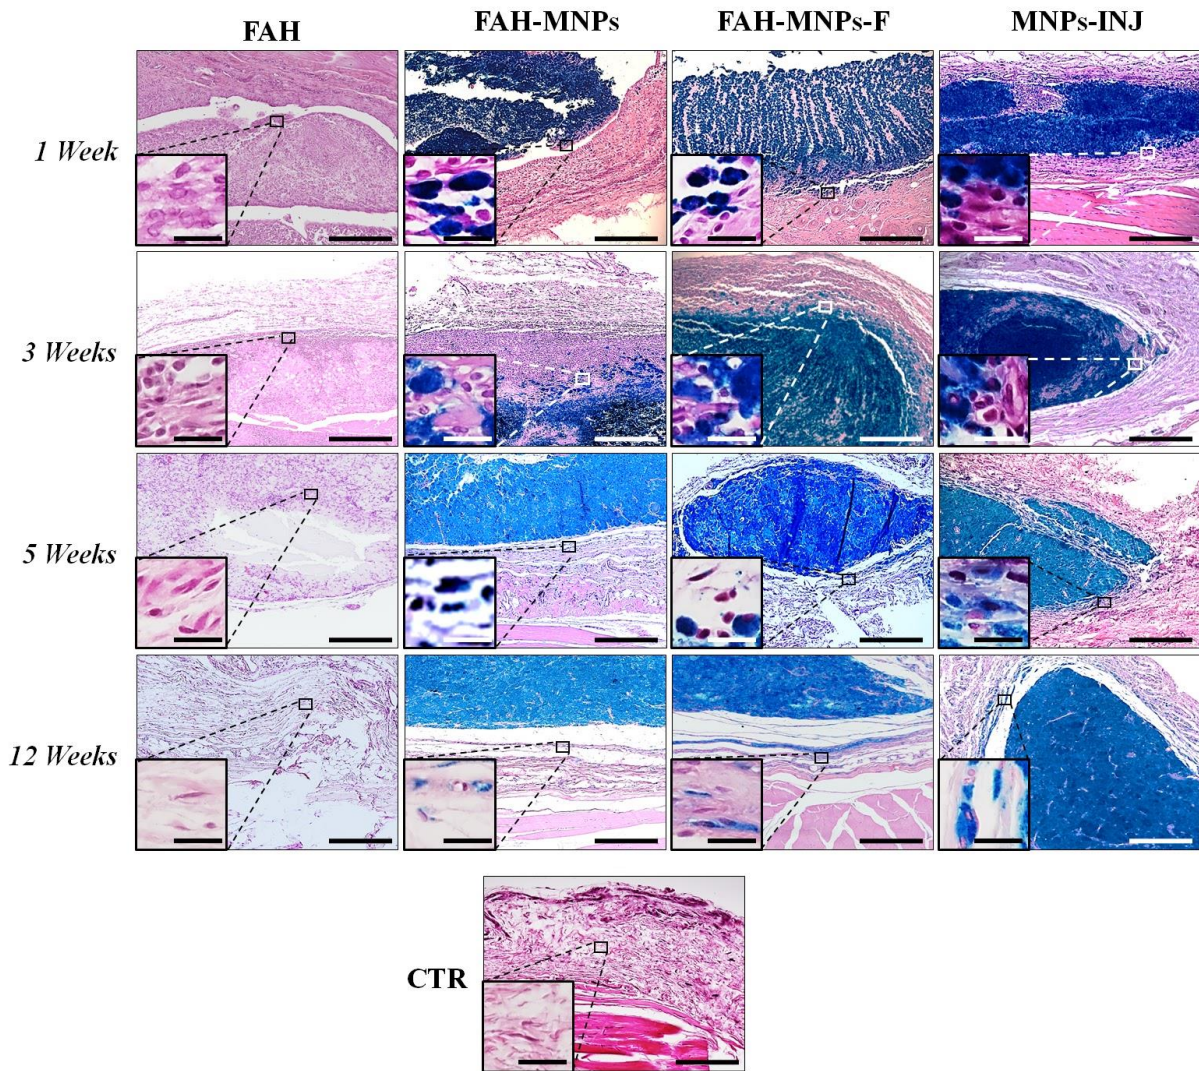 FAH FAH-MNPs FAH-MNPs-F MNPs-INJ
1 Week
3 Weeks
5 Weeks
12 Weeks
CTR